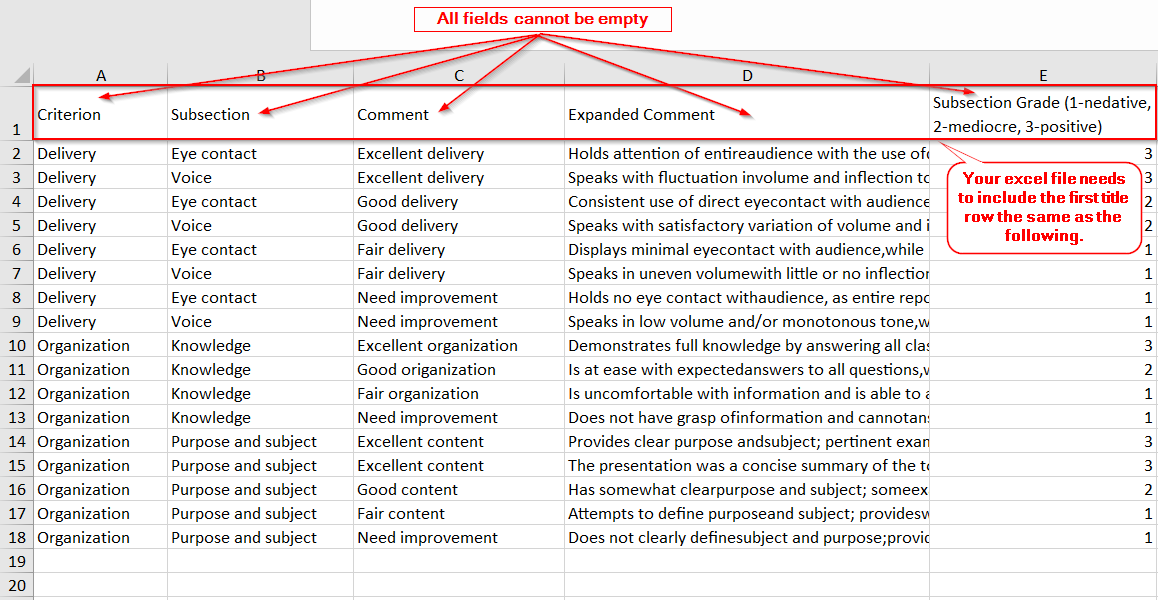 All fields cannot be empty
A B C D E
1 Criterion Subsection Comment Expanded Comment Subsection Grade (1-nedative,
2-mediocre, 3-positive)
2 Delivery Eye contact Excellent delivery Holds attention of entireaudience with the use of 3
3 Delivery Voice Excellent delivery Speaks with fluctuation involume and inflection to 3
4 Delivery Eye contact Good delivery Consistent use of direct eyecontact with audience 2
5 Delivery Voice Good delivery Speaks with satisfactory variation of volume and i 2
6 Delivery Eye contact Fair delivery Displays minimal eyecontact with audience,while 1
7 Delivery Voice Fair delivery Speaks in uneven volumewith little or no inflection 1
8 Delivery Eye contact Need improvement Holds no eye contact withaudience, as entire repo 1
9 Delivery Voice Need improvement Speaks in low volume and/or monotonous tone,w 1
10 Organization Knowledge Excellent organization Demonstrates full knowledge by answering all clas 3
11 Organization Knowledge Good origanization Is at ease with expectedanswers to all questions,w 2
12 Organization Knowledge Fair organization Is uncomfortable with information and is able to a 1
13 Organization Knowledge Need improvement Does not have grasp ofinformation and cannotans 1
14 Organization Purpose and subject Excellent content Provides clear purpose andsubject; pertinent exam 3
15 Organization Purpose and subject Excellent content The presentation was a concise summary of the to 3
16 Organization Purpose and subject Good content Has somewhat clearpurpose and subject; someex 2
17 Organization Purpose and subject Fair content Attempts to define purposeand subject; providesw 1
18 Organization Purpose and subject Need improvement Does not clearly definesubject and purpose;provid 1
19
20
Your excel file needs
to include the first title
row the same as the
following.